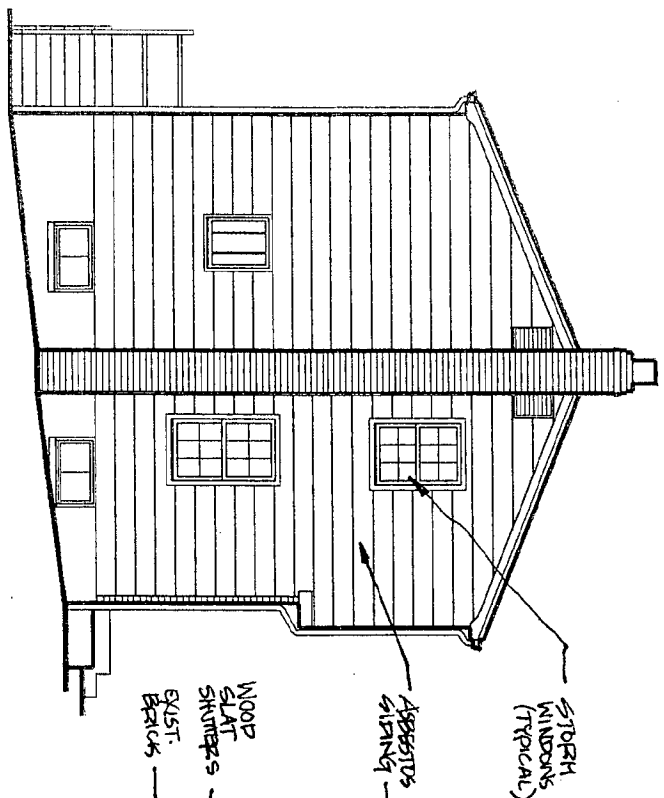 STORM
WINDOWS
(TYPICAL)
ASBESTOS
SIDING
WOOD
SLAT
SHUTTERS
EXIST.
BRICK